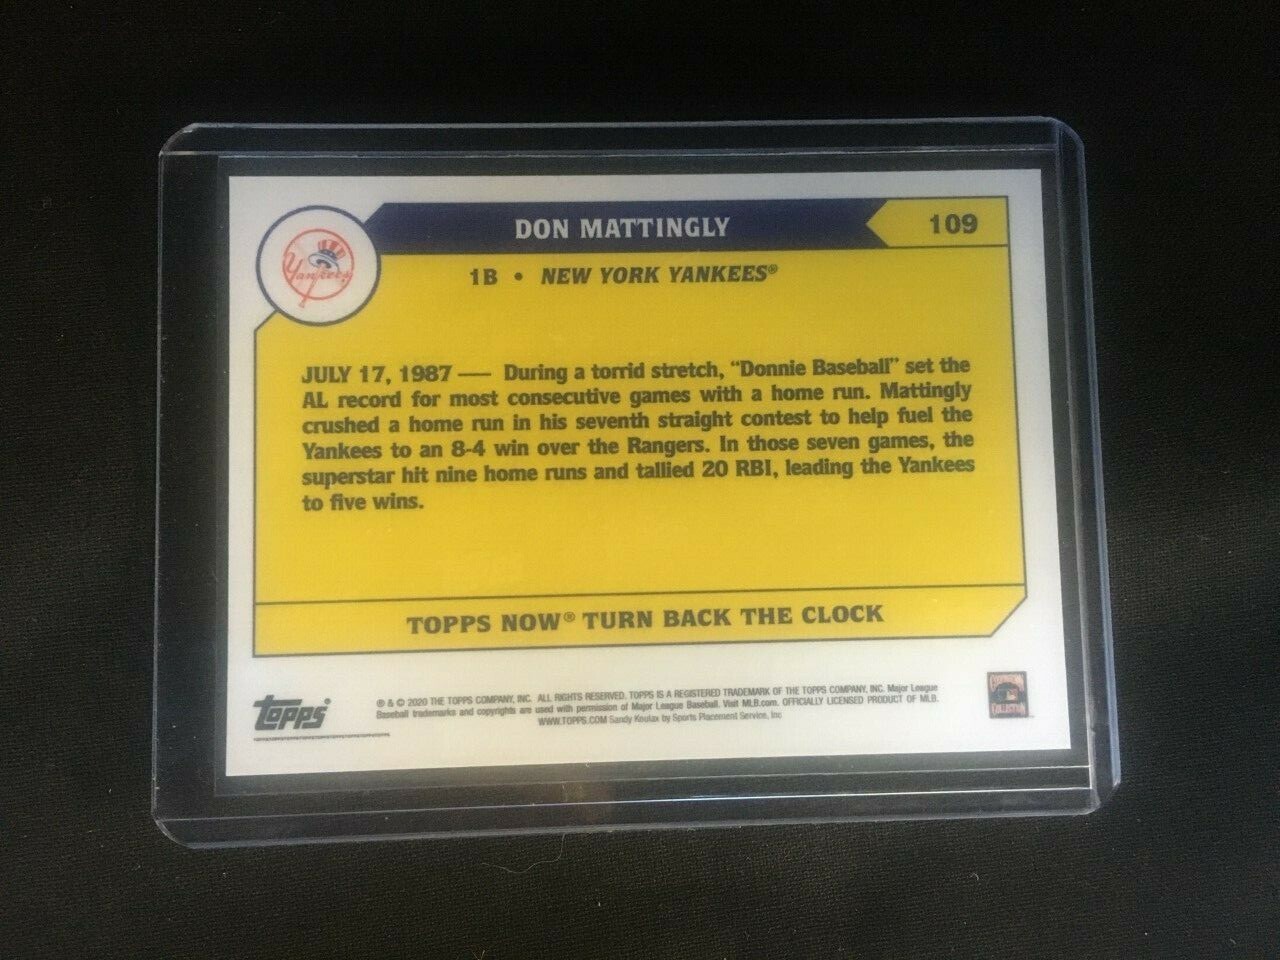 DON MATTINGLY
109
Yankees
1B • NEW YORK YANKEES®
JULY 17, 1987 — During a torrid stretch, “Donnie Baseball” set the
AL record for most consecutive games with a home run. Mattingly
crushed a home run in his seventh straight contest to help fuel the
Yankees to an 8-4 win over the Rangers. In those seven games, the
superstar hit nine home runs and tallied 20 RBI, leading the Yankees
to five wins.
TOPPS NOW® TURN BACK THE CLOCK
topps
® & © 2020 THE TOPPS COMPANY, INC. ALL RIGHTS RESERVED. TOPPS IS A REGISTERED TRADEMARK OF THE TOPPS COMPANY, INC. Major League
Baseball trademarks and copyrights are used with permission of Major League Baseball. Visit MLB.com. OFFICIALLY LICENSED PRODUCT OF MLB.
WWW.TOPPS.COM Sandy Koufax by Sports Placement Service, Inc
COLLECTION